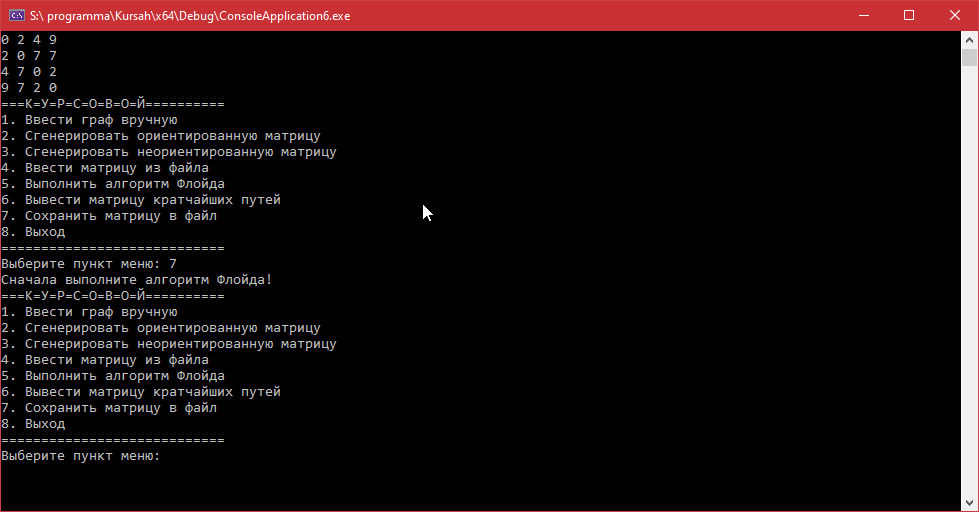 S:\ programma\Kursah\x64\Debug\ConsoleApplication6.exe
0 2 4 9
2 0 7 7
4 7 0 2
9 7 2 0
===К=У=Р=С=О=В=О=Й==========
1. Ввести граф вручную
2. Сгенерировать ориентированную матрицу
3. Сгенерировать неориентированную матрицу
4. Ввести матрицу из файла
5. Выполнить алгоритм Флойда
6. Вывести матрицу кратчайших путей
7. Сохранить матрицу в файл
8. Выход
============================
Выберите пункт меню: 7
Сначала выполните алгоритм Флойда!
===К=У=Р=С=О=В=О=Й==========
1. Ввести граф вручную
2. Сгенерировать ориентированную матрицу
3. Сгенерировать неориентированную матрицу
4. Ввести матрицу из файла
5. Выполнить алгоритм Флойда
6. Вывести матрицу кратчайших путей
7. Сохранить матрицу в файл
8. Выход
============================
Выберите пункт меню: